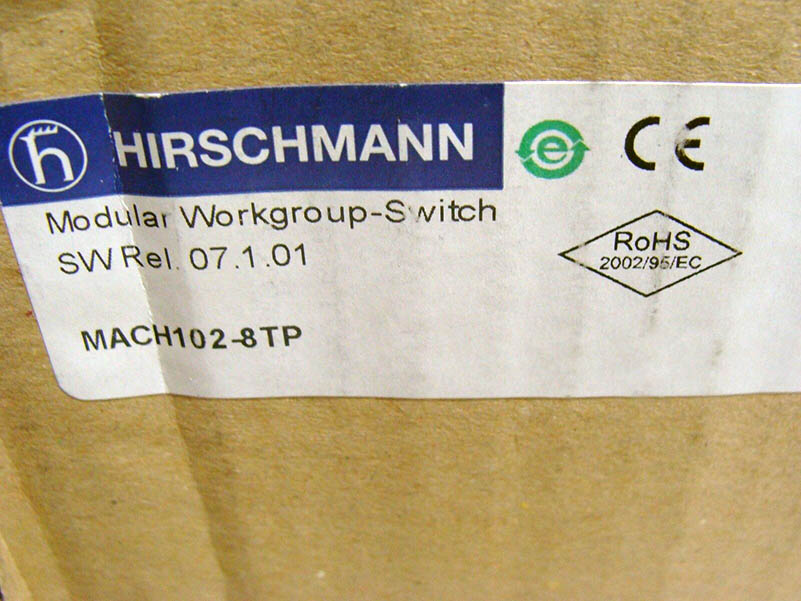 HIRSCHMANN
e
CE
Modular Workgroup-Switch
SW Rel. 07.1.01
RoHS
2002/95/EC
MACH102-8TP